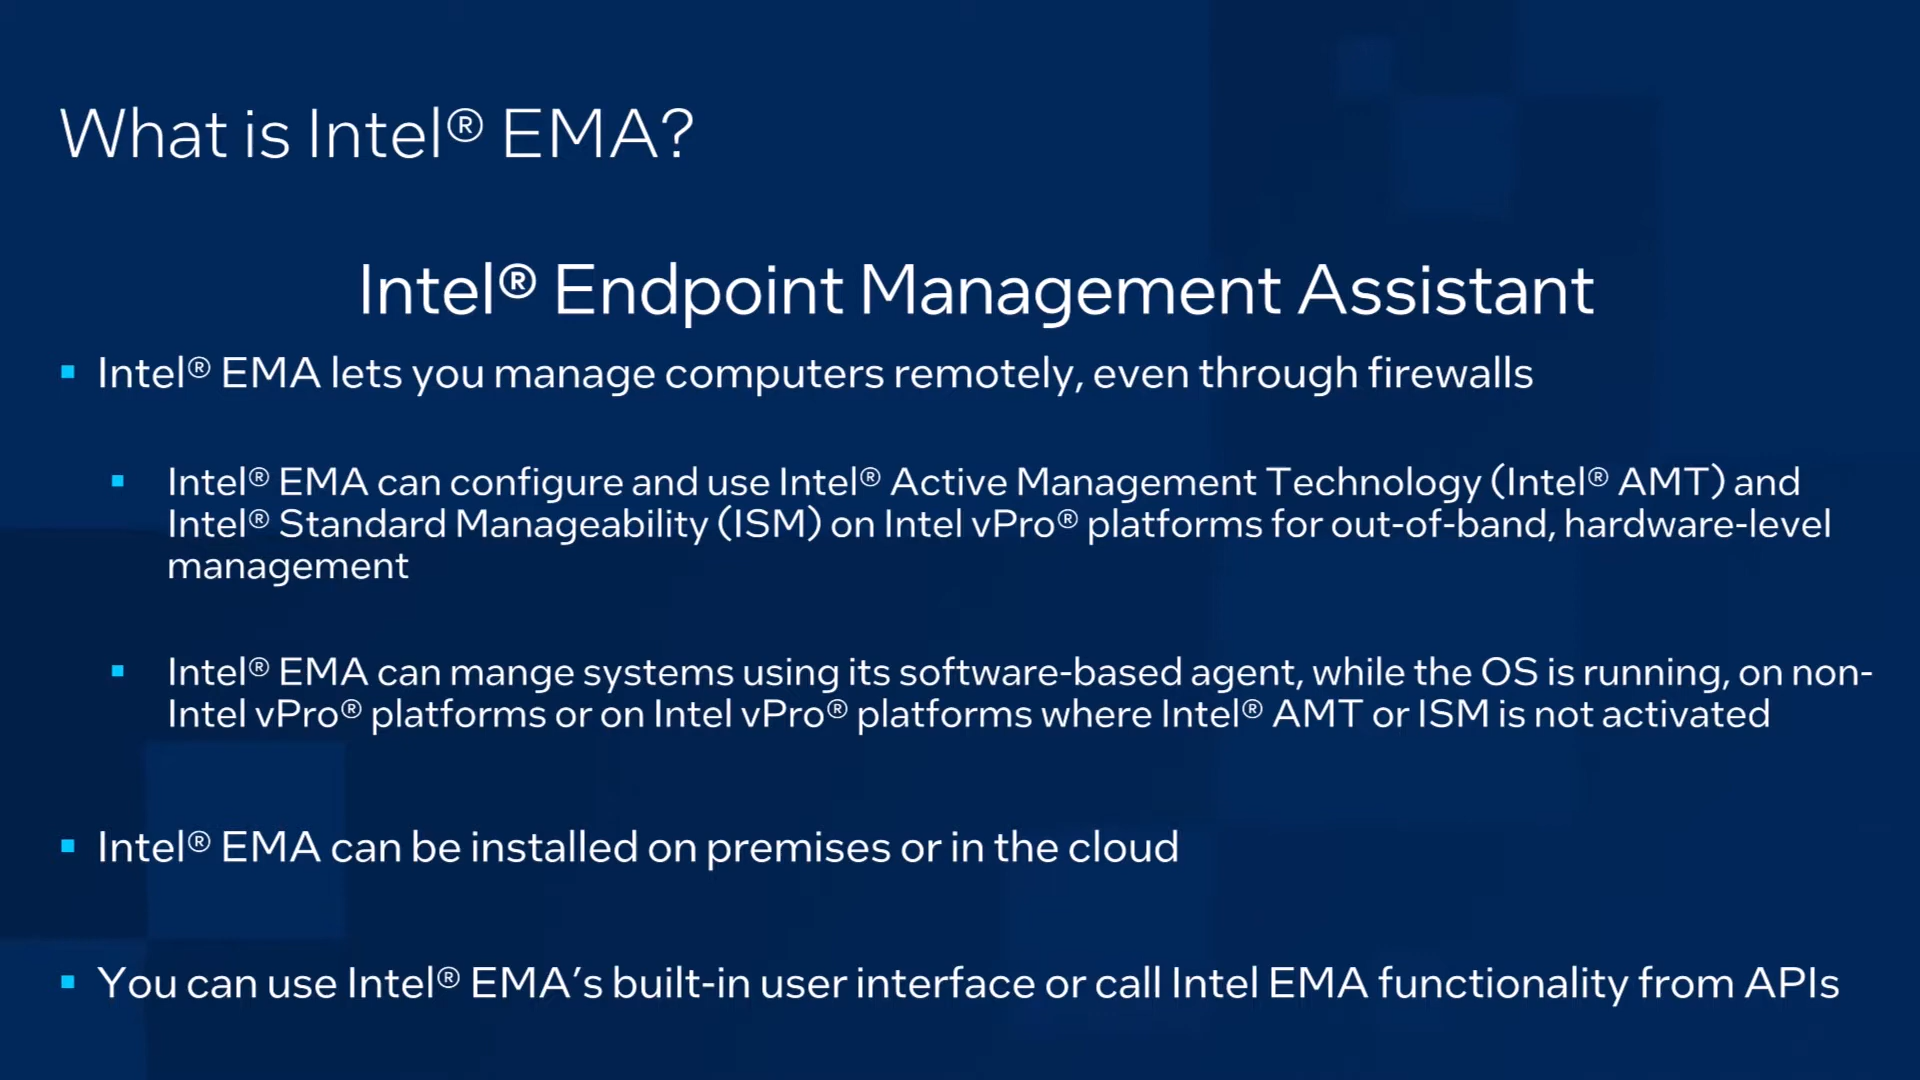 What is Intel® EMA?
Intel® Endpoint Management Assistant
▪ Intel® EMA lets you manage computers remotely, even through firewalls
▪ Intel® EMA can configure and use Intel® Active Management Technology (Intel® AMT) and
Intel® Standard Manageability (ISM) on Intel vPro® platforms for out-of-band, hardware-level
management
▪ Intel® EMA can mange systems using its software-based agent, while the OS is running, on non-
Intel vPro® platforms or on Intel vPro® platforms where Intel® AMT or ISM is not activated
▪ Intel® EMA can be installed on premises or in the cloud
▪ You can use Intel® EMA’s built-in user interface or call Intel EMA functionality from APIs